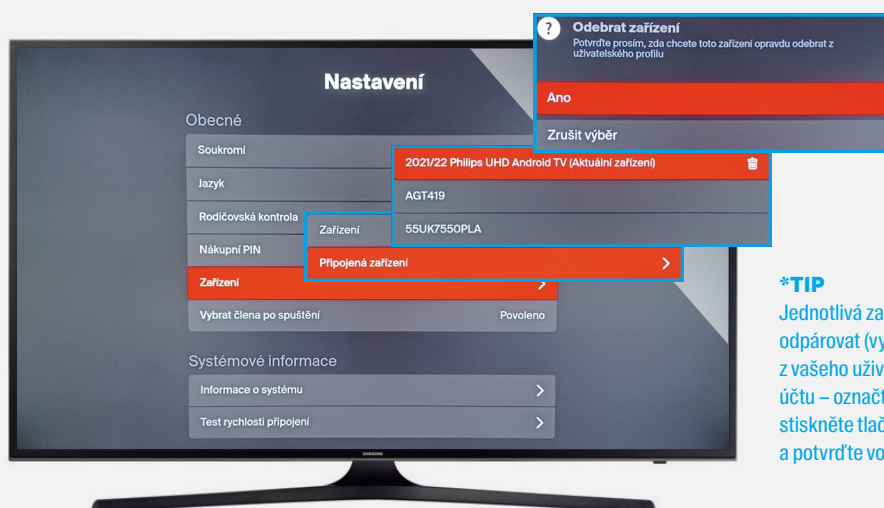 Nastavení
Obecné
Soukromí
Jazyk
Rodičovská kontrola
Nákupní PIN
Zařízení
Vybrat člena po spuštění Povoleno
Systémové informace
Informace o systému
Test rychlosti připojení
SAMSUNG
Zařízení
Připojená zařízení
2021/22 Philips UHD Android TV (Aktuální zařízení)
AGT419
55UK7550PLA
? Odebrat zařízení
Potvrďte prosím, zda chcete toto zařízení opravdu odebrat z
uživatelského profilu
Ano
Zrušit výběr
*TIP
Jednotlivá za
odpárovat (vy
z vašeho uživ
účtu – označt
stiskněte tlač
a potvrďte vo